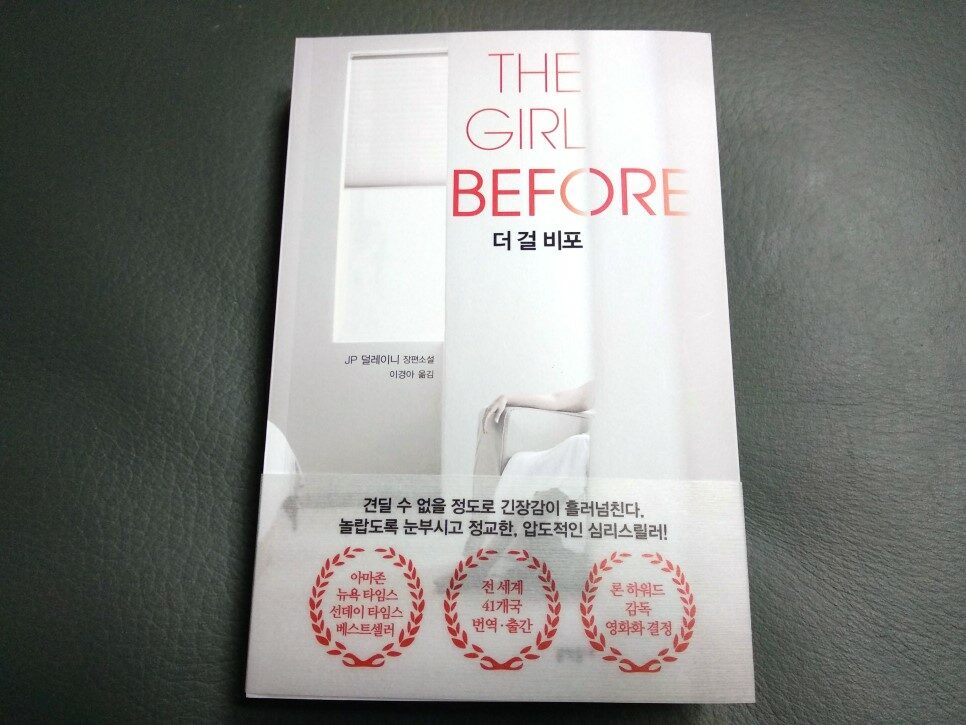 THE
GIRL
BEFORE
더 걸 비포
JP 덜레이니 장편소설
이경아 옮김
견딜 수 없을 정도로 긴장감이 흘러넘친다.
놀랍도록 눈부시고 정교한, 압도적인 심리스릴러!
아마존
뉴욕 타임스
선데이 타임스
베스트셀러
전 세계
41개국
번역·출간
론 하워드
감독
영화화 결정